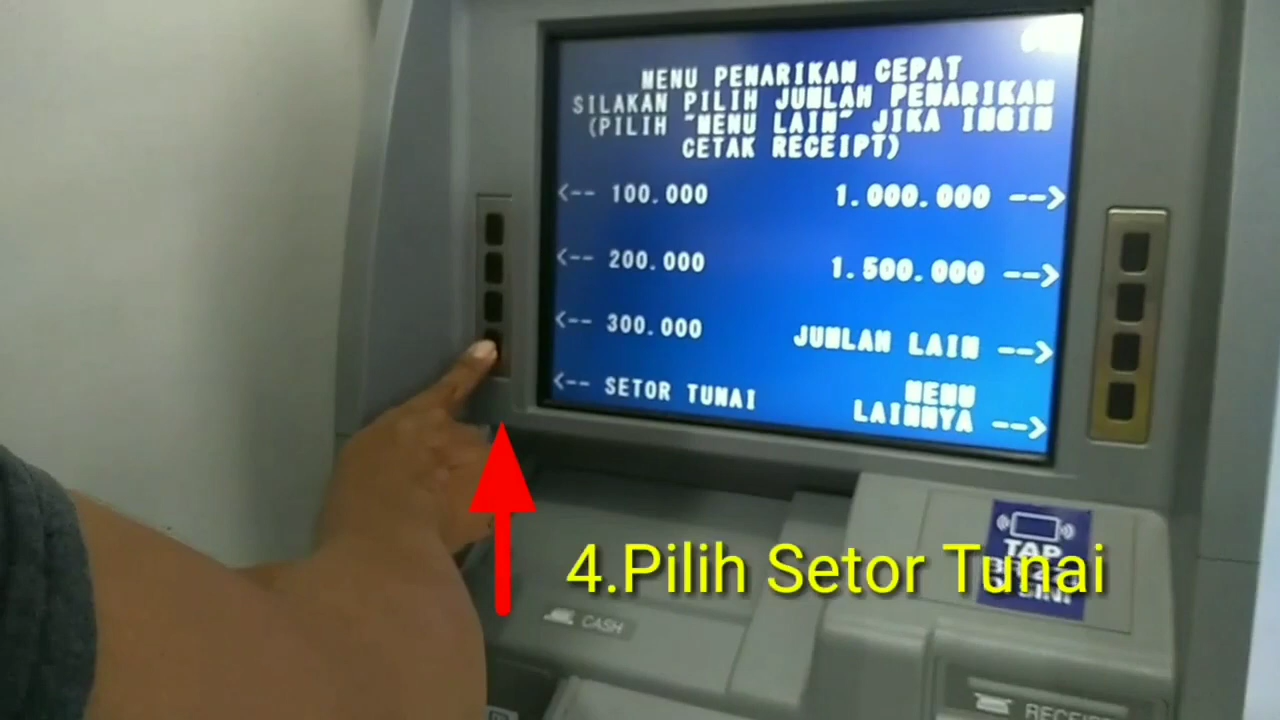 MENU PENARIKAN CEPAT
SILAKAN PILIH JUMLAH PENARIKAN
(PILIH "MENU LAIN" JIKA INGIN
CETAK RECEIPT)
<-- 100.000
1.000.000 -->
<-- 200.000
1.500.000 -->
<-- 300.000
JUMLAH LAIN -->
<-- SETOR TUNAI
MENU
LAINNYA -->
4.Pilih Setor Tunai
TAP
SINI
CASH